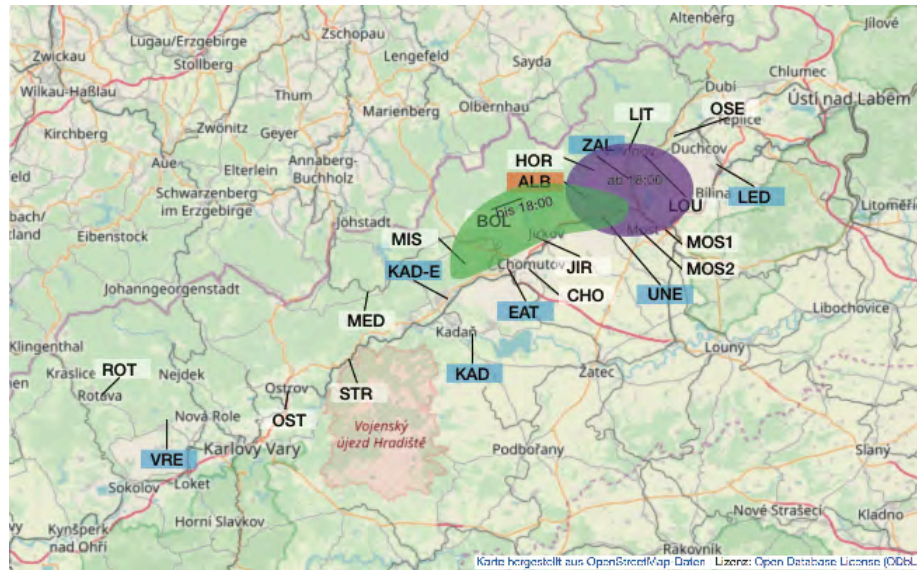 Altenberg
Jílové
Zwickau
Lugau/Erzgebirge
Zschopau
Lengefeld
Sayda
Stollberg
Wilkau-Haßlau
Thum
Marienberg
Olbernhau
Dubí
Chlumec
Ústí nad Labem
Kirchberg
Zwönitz
Geyer
LIT
OSE
Teplice
Duchcov
Aue
Elterlein
Annaberg-
Buchholz
HOR
ZAL
Schwarzenberg
im Erzgebirge
ALB
ab 18:00
Bílina
LED
LOU
Litoměřice
Eibenstock
Jöhstadt
BOL
bis 18:00
Most
MIS
Jirkov
MOS1
KAD-E
Chomutov
JIR
MOS2
Johanngeorgenstadt
CHO
UNE
MED
EAT
Libochovice
Klingenthal
Kadaň
Louny
Kraslice
ROT
Nejdek
KAD
Žatec
Rotava
Ostrov
STR
Nová Role
OST
Vojenský
újezd Hradiště
VRE
Karlovy Vary
Podbořany
Slaný
Sokolov
Loket
Kynšperk
nad Ohří
Horní Slavkov
Nové Strašecí
Kladno
Rakovník
Karte hergestellt aus OpenStreetMap-Daten | Lizenz: Open Database License (ODbL